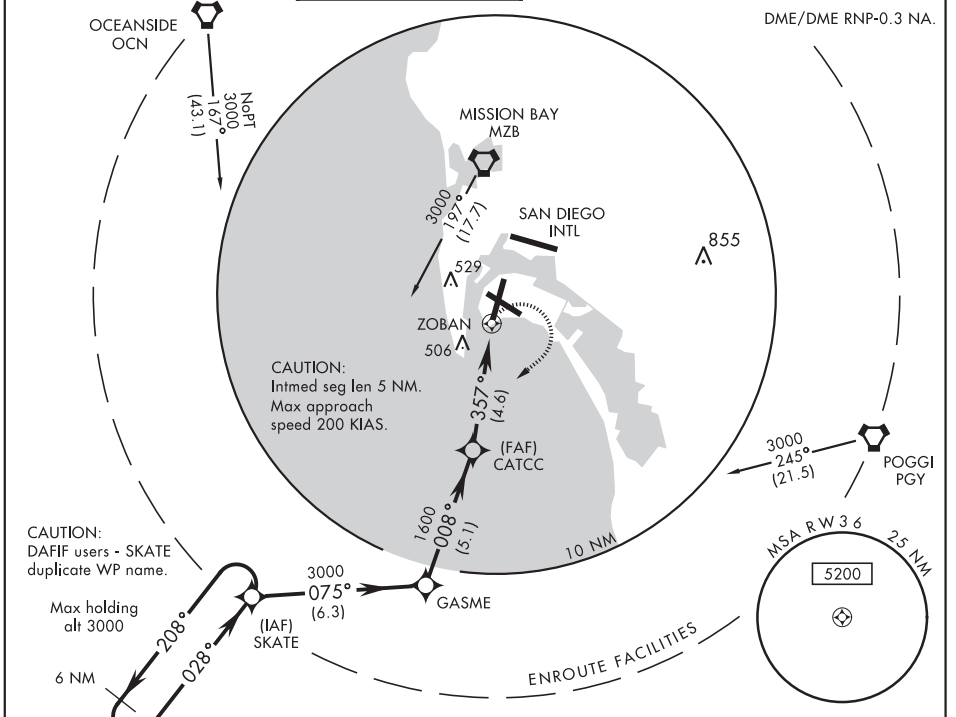 OCEANSIDE
OCN
DME/DME RNP-0.3 NA.
NoPT
3000
167°
(43.1)
MISSION BAY
MZB
3000
197°
(17.7)
SAN DIEGO
INTL
855
529
ZOBAN
506
CAUTION:
Intmed seg len 5 NM.
Max approach
speed 200 KIAS.
357°
(4.6)
(FAF)
CATCC
3000
245°
(21.5)
POGGI
PGY
1600
008°
(5.1)
10 NM
MSA RW36 25 NM
5200
CAUTION:
DAFIF users - SKATE
duplicate WP name.
Max holding
alt 3000
3000
075°
(6.3)
GASME
(IAF)
SKATE
208°
028°
6 NM
ENROUTE FACILITIES